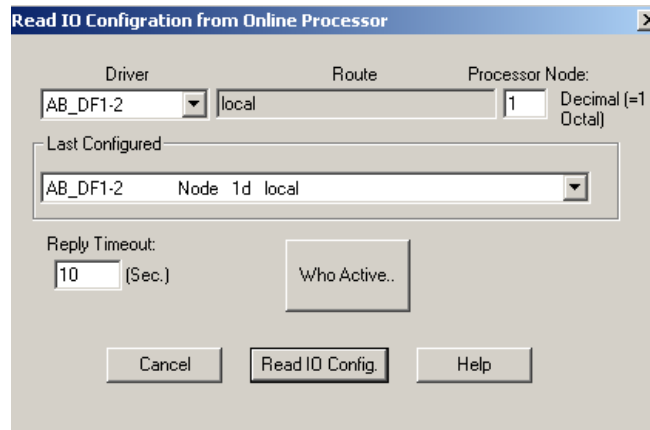 Read IO Configration from Online Processor
Driver Route Processor Node:
AB_DF1-2 local 1 Decimal (=1
Octal)
Last Configured
AB_DF1-2 Node 1d local
Reply Timeout:
10 (Sec.) Who Active..
Cancel Read IO Config. Help